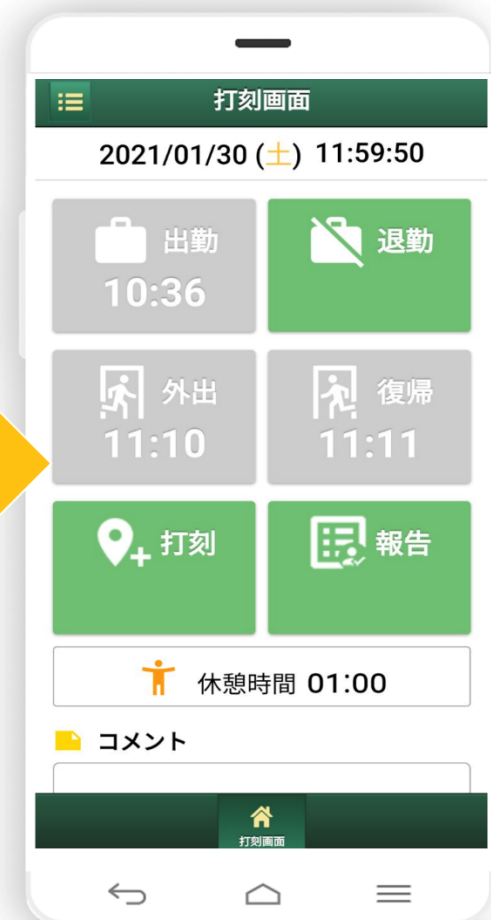 打刻画面
2021/01/30 (土) 11:59:50
出勤
10:36
退勤
外出
11:10
復帰
11:11
打刻
報告
休憩時間 01:00
コメント
打刻画面